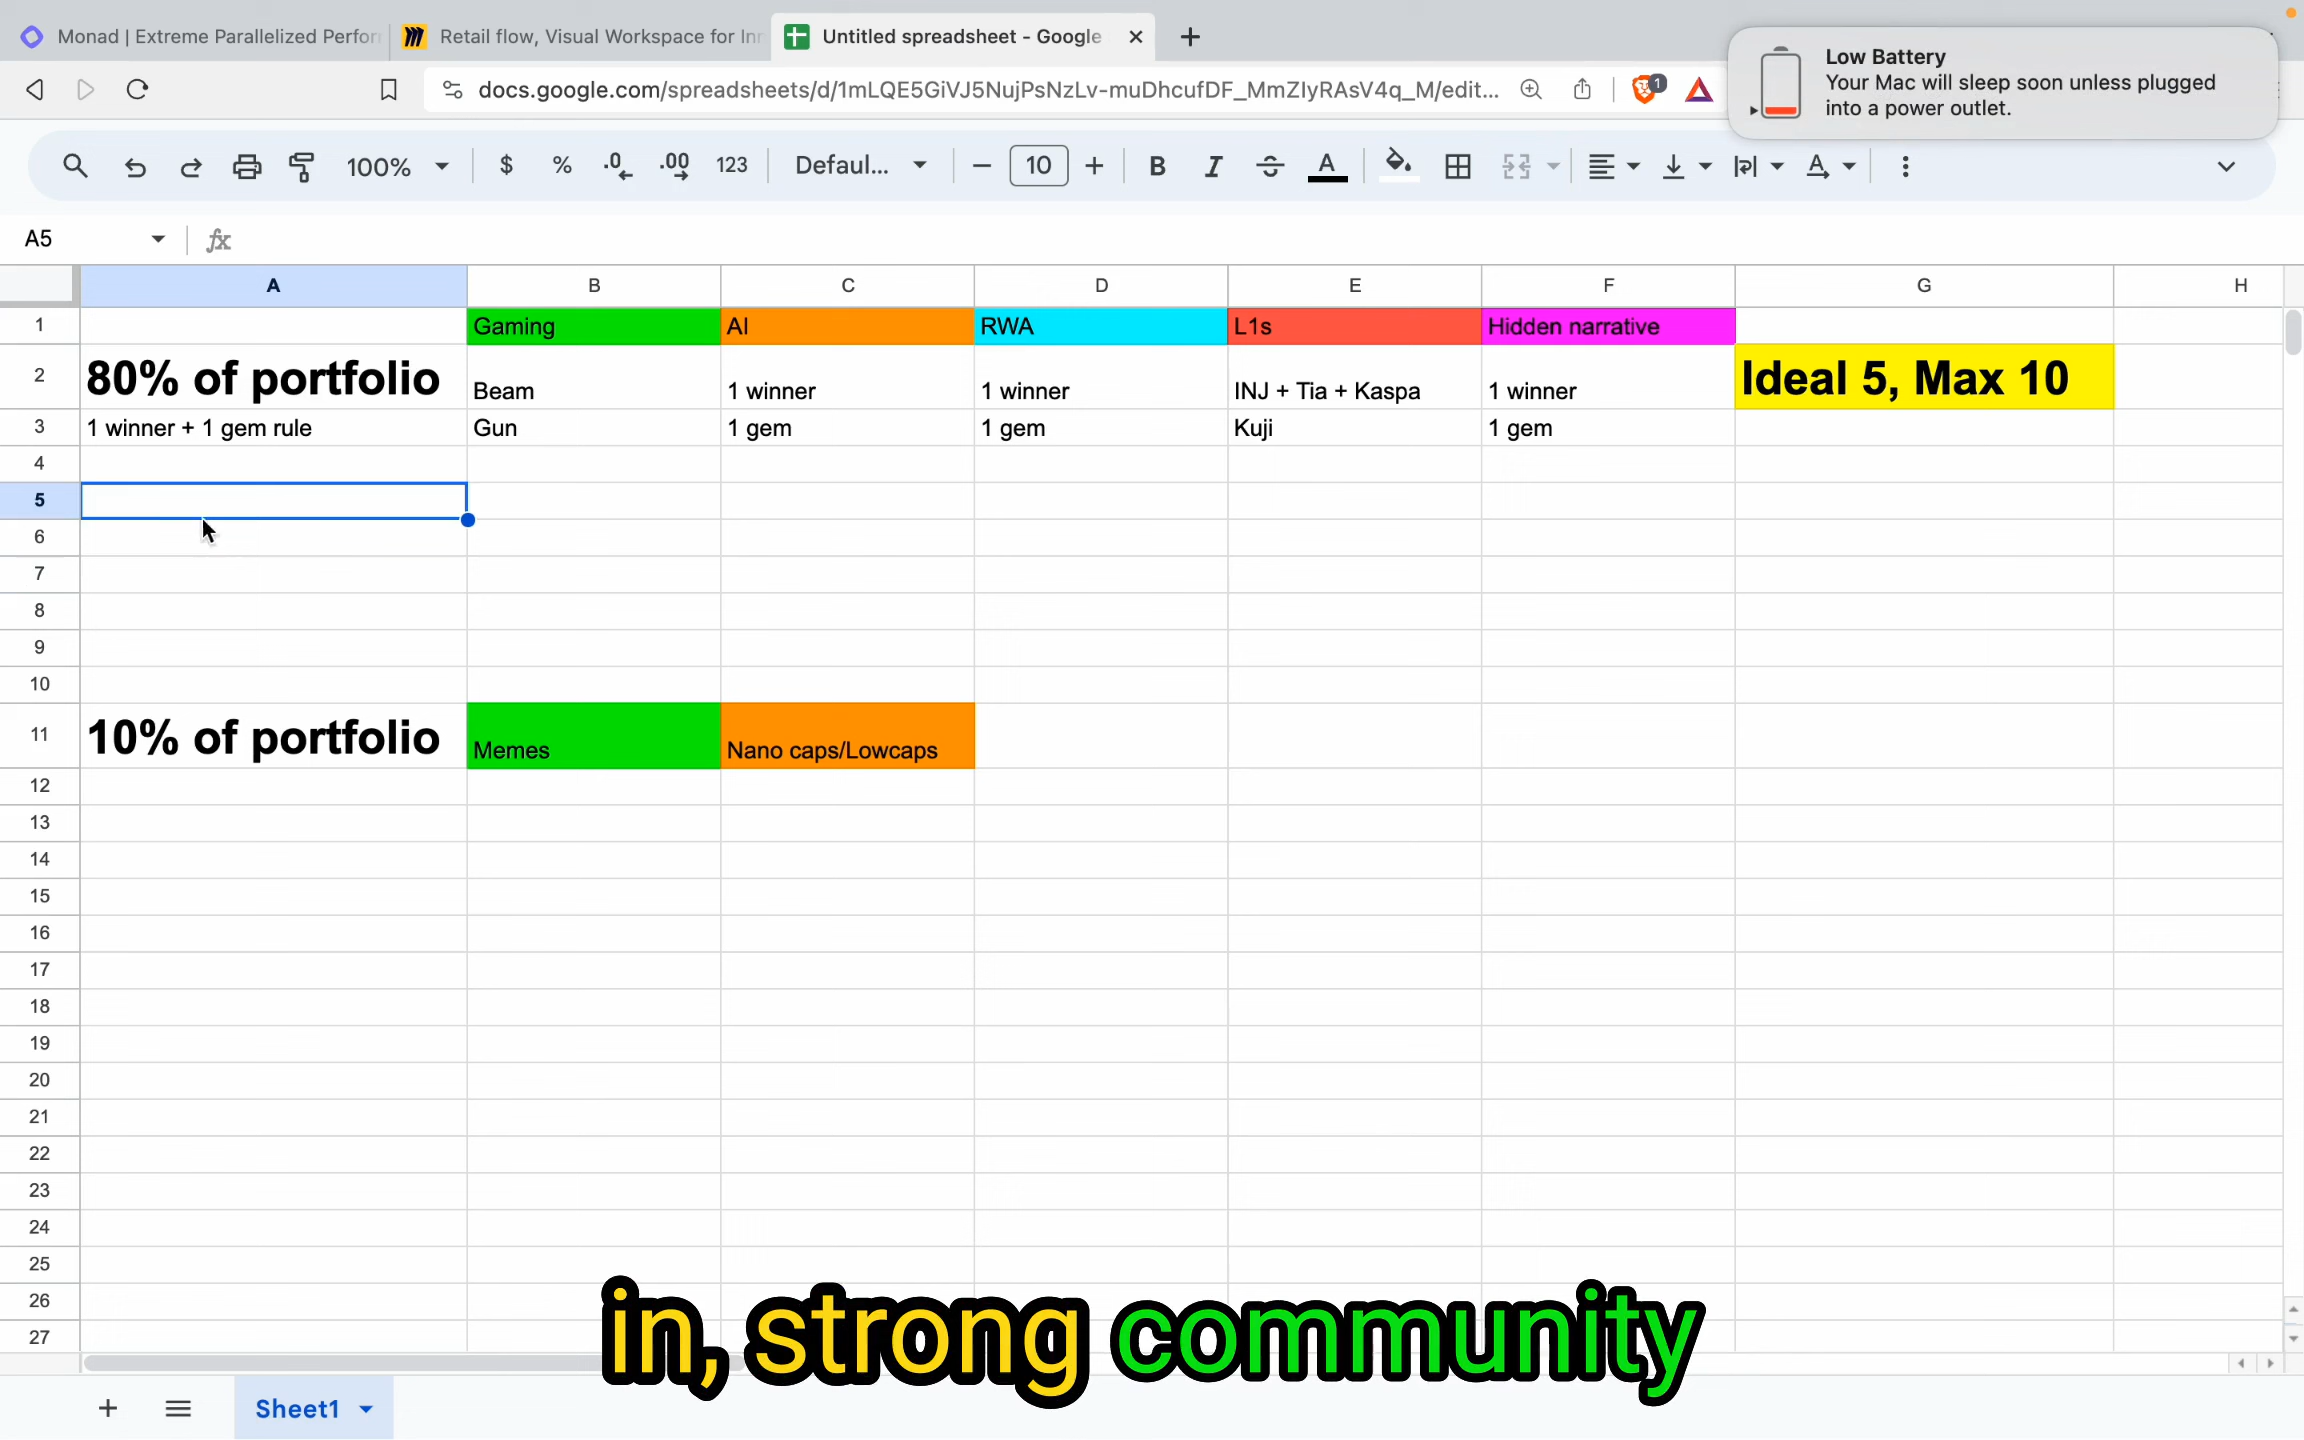 Monad | Extreme Parallelized Perfor
Retail flow, Visual Workspace for Inn
Untitled spreadsheet - Google
Low Battery
Your Mac will sleep soon unless plugged
into a power outlet.
docs.google.com/spreadsheets/d/1mLQE5GiVJ5NujPsNzLv-muDhcufDF_MmZIyRAsV4q_M/edit...
1
100% $ % .0 .00 123 Defaul... 10 B I A A
A5 fx
A B C D E F G H
1 Gaming AI RWA L1s Hidden narrative
2 80% of portfolio Beam 1 winner 1 winner INJ + Tia + Kaspa 1 winner Ideal 5, Max 10
3 1 winner + 1 gem rule Gun 1 gem 1 gem Kuji 1 gem
4
5
6
7
8
9
10
11 10% of portfolio Memes Nano caps/Lowcaps
12
13
14
15
16
17
18
19
20
21
22
23
24
25
26
27
in, strong community
Sheet1